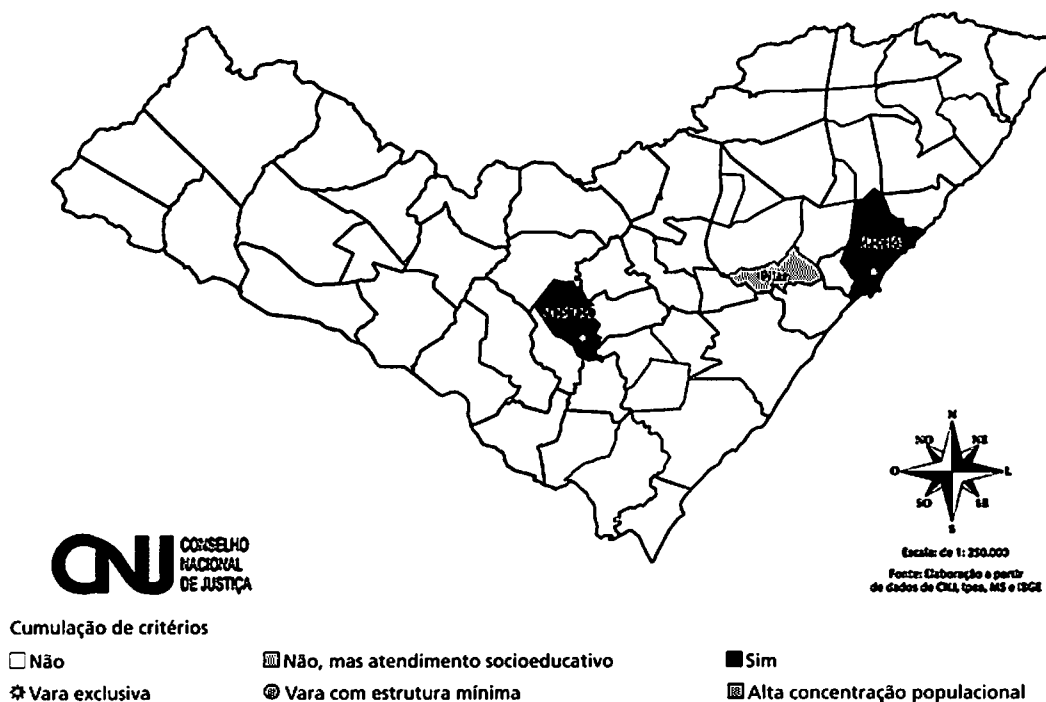 Pilar
N
NO
NE
O
L
SO
SE
S
Escala: de 1: 250.000
Fonte: Elaboração a partir
de dados de CNJ, Ipea, MS e IBGE
CNJ
CONSELHO
NACIONAL
DE JUSTIÇA
Cumulação de critérios
Não
Não, mas atendimento socioeducativo
Sim
Vara exclusiva
Vara com estrutura mínima
Alta concentração populacional